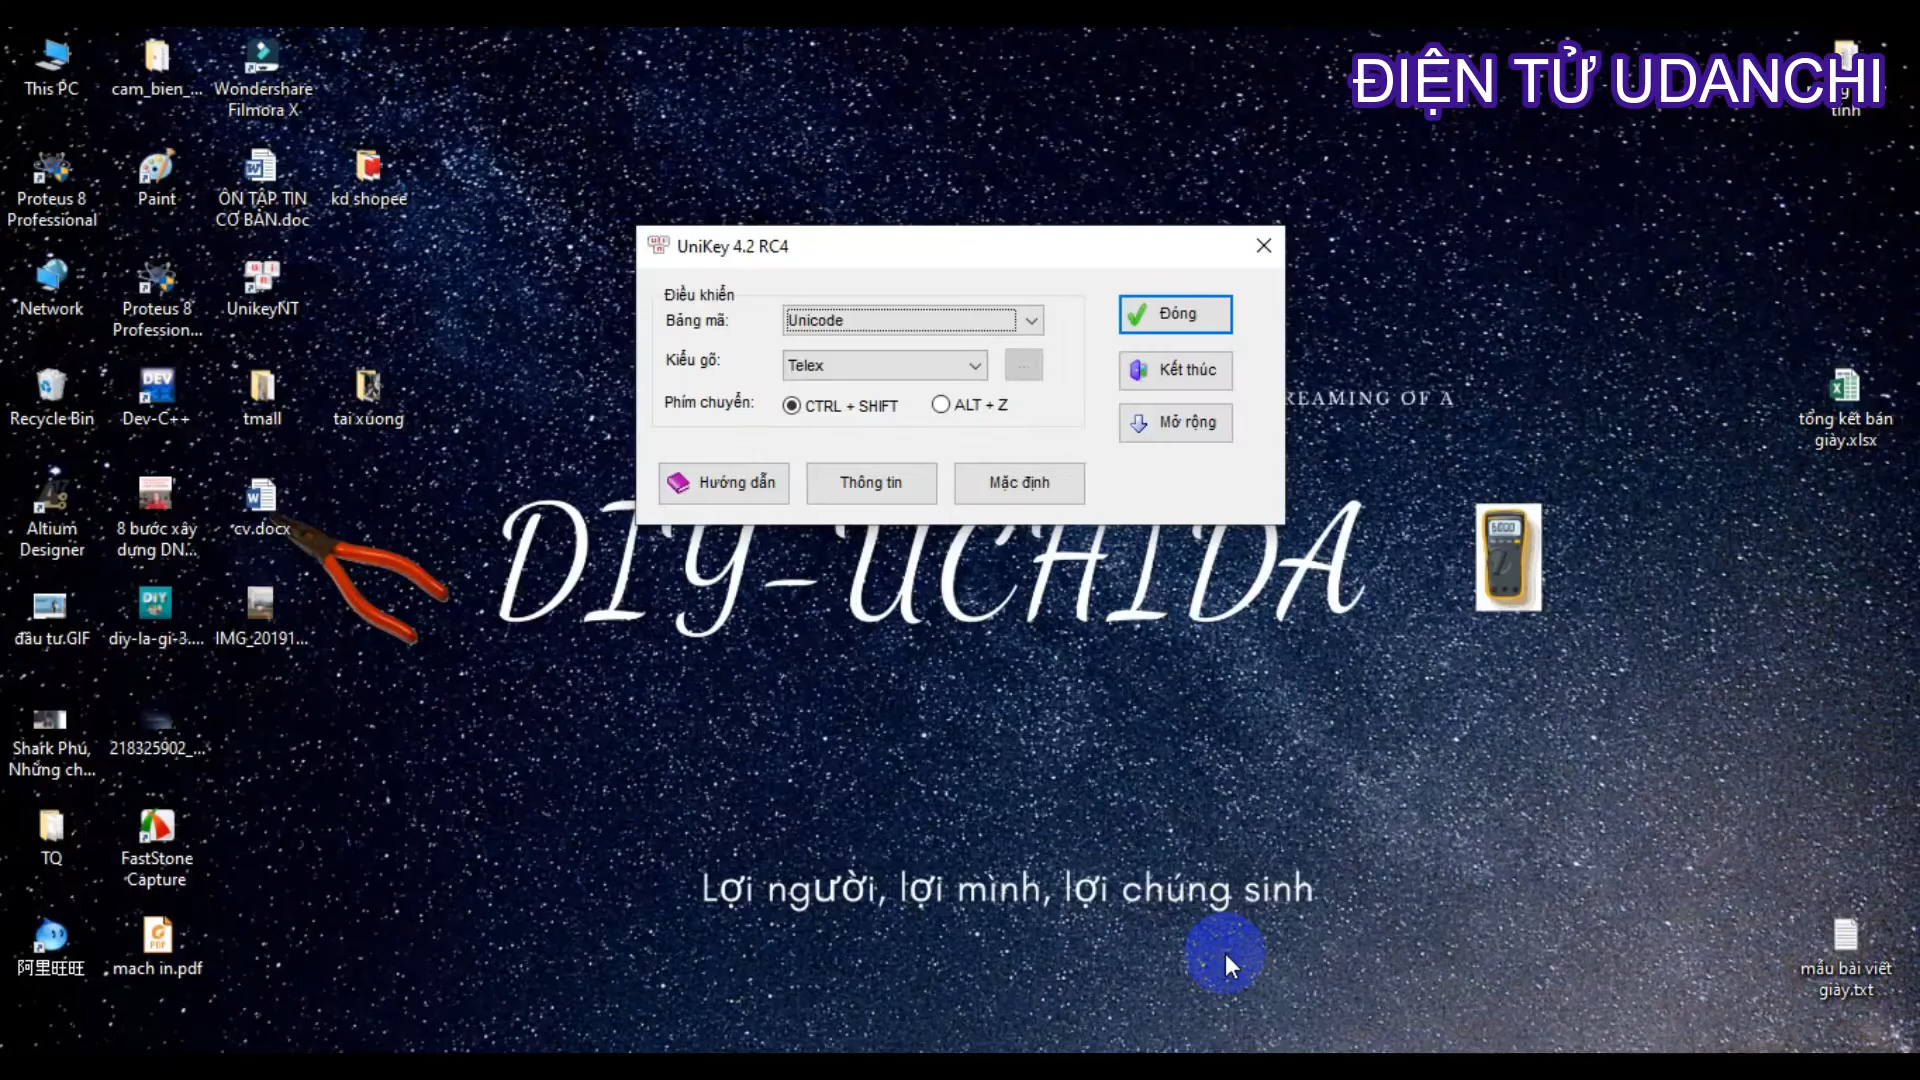 ĐIỆN TỬ UDANCHI
This PC
cam_bien_...
Wondershare
Filmora X
tính
Proteus 8
Professional
Paint
ÔN TẬP TIN
CƠ BẢN.doc
kd shopee
Network
Proteus 8
Profession...
UnikeyNT
Recycle Bin
DEV
Dev-C++
tmall
tai xuong
tổng kết bán
giày.xlsx
Altium
Designer
8 bước xây
dựng DN...
cv.docx
đầu tư.GIF
DIY
diy-la-gi-3....
IMG_20191...
Shark Phú,
Những ch...
218325902_...
TQ
FastStone
Capture
阿里旺旺
PDF
mach in.pdf
mẫu bài viết
giày.txt
UniKey 4.2 RC4
Điều khiển
Bảng mã:
Unicode
Đóng
Kiểu gõ:
Telex
...
Kết thúc
Phím chuyển:
CTRL + SHIFT
ALT + Z
Mở rộng
Hướng dẫn
Thông tin
Mặc định
REAMING OF A
DIY-UCHIDA
Lợi người, lợi mình, lợi chúng sinh